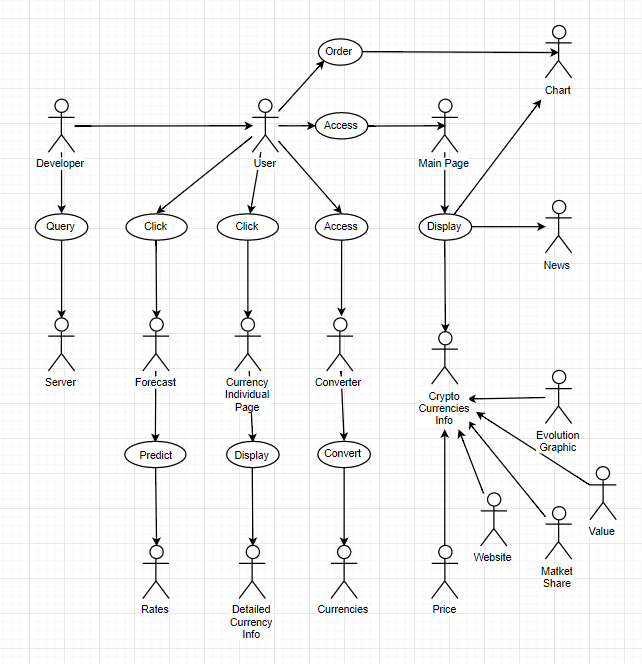 Order
Chart
Access
Developer
User
Main Page
Query
Click
Click
Access
Display
News
Server
Forecast
Currency
Individual
Page
Converter
Crypto
Currencies
Info
Evolution
Graphic
Predict
Display
Convert
Value
Website
Matket
Share
Rates
Detailed
Currency
Info
Currencies
Price